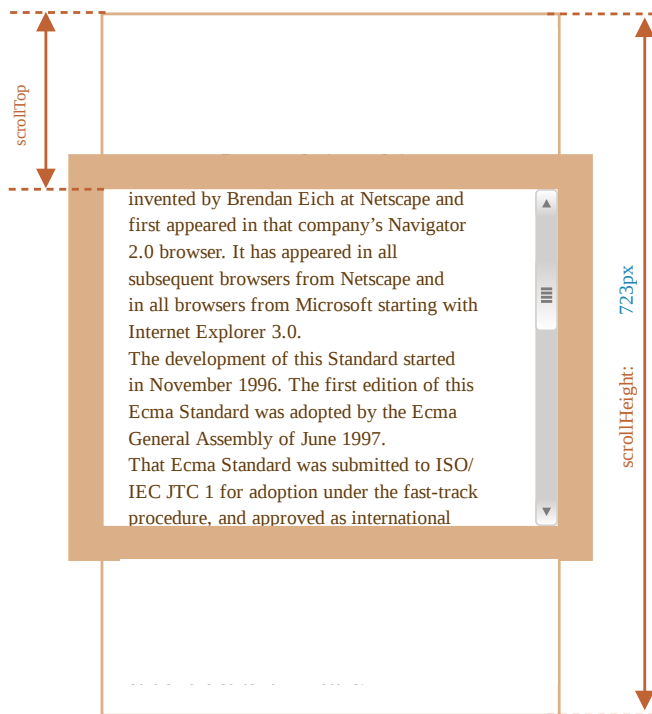 scrollTop
invented by Brendan Eich at Netscape and
first appeared in that company’s Navigator
2.0 browser. It has appeared in all
subsequent browsers from Netscape and
in all browsers from Microsoft starting with
Internet Explorer 3.0.
The development of this Standard started
in November 1996. The first edition of this
Ecma Standard was adopted by the Ecma
General Assembly of June 1997.
That Ecma Standard was submitted to ISO/
IEC JTC 1 for adoption under the fast-track
procedure, and approved as international
scrollHeight: 723px